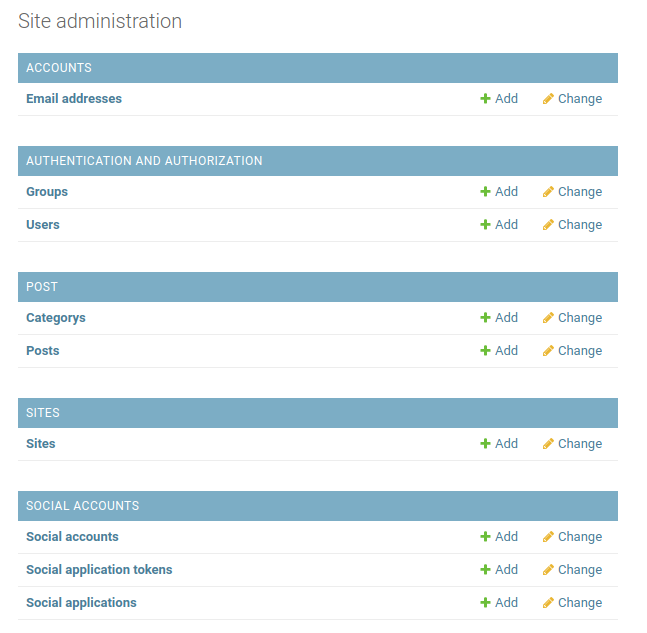 Site administration
ACCOUNTS
Email addresses Add Change
AUTHENTICATION AND AUTHORIZATION
Groups Add Change
Users Add Change
POST
Categorys Add Change
Posts Add Change
SITES
Sites Add Change
SOCIAL ACCOUNTS
Social accounts Add Change
Social application tokens Add Change
Social applications Add Change